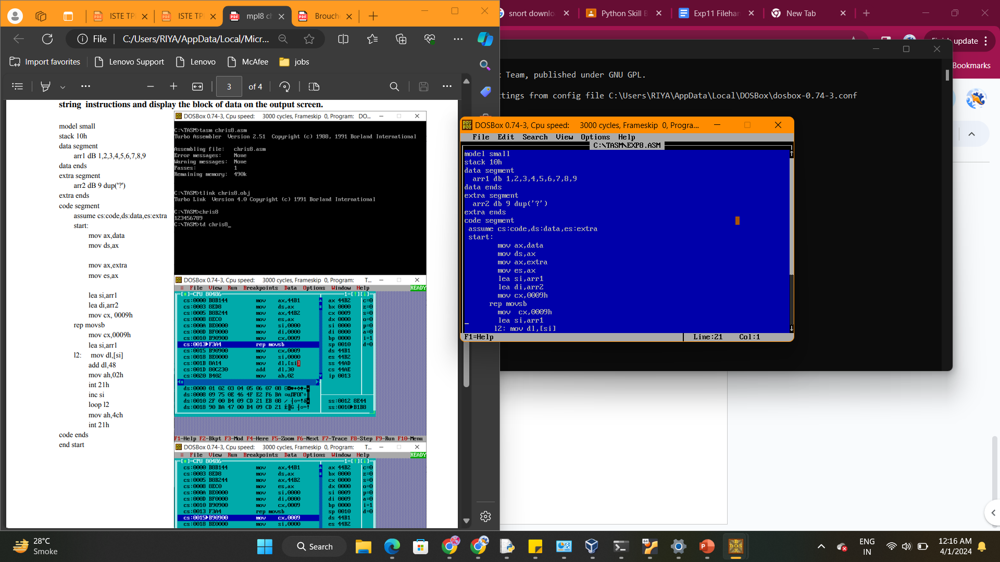 ISTE TP
ISTE TP
mpl8 ch
Brouch
File
C:/Users/RIYA/AppData/Local/Micr...
Import favorites
Lenovo Support
Lenovo
McAfee
jobs
3 of 4
string instructions and display the block of data on the output screen.
model small
stack 10h
data segment
arr1 dB 1,2,3,4,5,6,7,8,9
data ends
extra segment
arr2 dB 9 dup('?')
extra ends
code segment
assume cs:code,ds:data,es:extra
start:
mov ax,data
mov ds,ax
mov ax,extra
mov es,ax
lea si,arr1
lea di,arr2
mov cx, 0009h
rep movsb
mov cx,0009h
lea si,arr1
l2: mov dl,[si]
add dl,48
mov ah,02h
int 21h
inc si
loop l2
mov ah,4ch
int 21h
code ends
end start
DOSBox 0.74-3, Cpu speed: 3000 cycles, Frameskip 0, Program: DO...
C:\TASM>tasm chris8.asm
Turbo Assembler Version 2.51 Copyright (c) 1988, 1991 Borland International
Assembling file: chris8.asm
Error messages: None
Warning messages: None
Passes: 1
Remaining memory: 490k
C:\TASM>tlink chris8.obj
Turbo Link Version 4.0 Copyright (c) 1991 Borland International
C:\TASM>chris8
123456789
C:\TASM>td chris8_
DOSBox 0.74-3, Cpu speed: 3000 cycles, Frameskip 0, Program: T...
≡ File View Run Breakpoints Data Options Window Help READY
CPU 80486 1
cs:0000 B8B144 mov ax,44B1 ax 44B2 c=0
cs:0003 8ED8 mov ds,ax bx 0000 z=0
cs:0005 B8B244 mov ax,44B2 cx 0009 s=0
cs:0008 8EC0 mov es,ax dx 0000 o=0
cs:000A BE0000 mov si,0000 si 0000 p=0
cs:000D BF0000 mov di,0000 di 0000 a=0
cs:0010 B90900 mov cx,0009 bp 0000 i=1
cs:0013 F3A4 rep movsb sp 0010 d=0
cs:0015 B90900 mov cx,0009 ds 44B1
cs:0018 BE0000 mov si,0000 es 44B2
cs:001B 8A14 mov dl,[si] ss 44AD
cs:001D 80C230 add dl,30 cs 44AE
cs:0020 B402 mov ah,02 ip 0013
ds:0000 01 02 03 04 05 06 07 08
ds:0008 09 75 0E 46 4F E2 F6 BA
ds:0010 2F 00 B4 09 CD 21 EB 08 ss:0012 8E44
ds:0018 90 BA 47 00 B4 09 CD 21 ss:0010 B1B8
F1-Help F2-Bkpt F3-Mod F4-Here F5-Zoom F6-Next F7-Trace F8-Step F9-Run F10-Menu
DOSBox 0.74-3, Cpu speed: 3000 cycles, Frameskip 0, Program: T...
≡ File View Run Breakpoints Data Options Window Help READY
CPU 80486 1
cs:0000 B8B144 mov ax,44B1 ax 44B2 c=0
cs:0003 8ED8 mov ds,ax bx 0000 z=0
cs:0005 B8B244 mov ax,44B2 cx 0000 s=0
cs:0008 8EC0 mov es,ax dx 0000 o=0
cs:000A BE0000 mov si,0000 si 0009 p=0
cs:000D BF0000 mov di,0000 di 0009 a=0
cs:0010 B90900 mov cx,0009 bp 0000 i=1
cs:0013 F3A4 rep movsb sp 0010 d=0
cs:0015 B90900 mov cx,0009 ds 44B1
cs:0018 BE0000 mov si,0000 es 44B2
snort downlo
Python Skill B
Exp11 Filehan
New Tab
update
Bookmarks
Team, published under GNU GPL.
ttings from config file C:\Users\RIYA\AppData\Local\DOSBox\dosbox-0.74-3.conf
DOSBox 0.74-3, Cpu speed: 3000 cycles, Frameskip 0, Progra...
File Edit Search View Options Help
C:\TASM\EXP8.ASM
model small
stack 10h
data segment
arr1 db 1,2,3,4,5,6,7,8,9
data ends
extra segment
arr2 db 9 dup('?')
extra ends
code segment
assume cs:code,ds:data,es:extra
start:
mov ax,data
mov ds,ax
mov ax,extra
mov es,ax
lea si,arr1
lea di,arr2
mov cx,0009h
rep movsb
mov cx,0009h
lea si,arr1
l2: mov dl,[si]
F1=Help Line:21 Col:1
28°C
Smoke
Search
ENG
IN
12:16 AM
4/1/2024